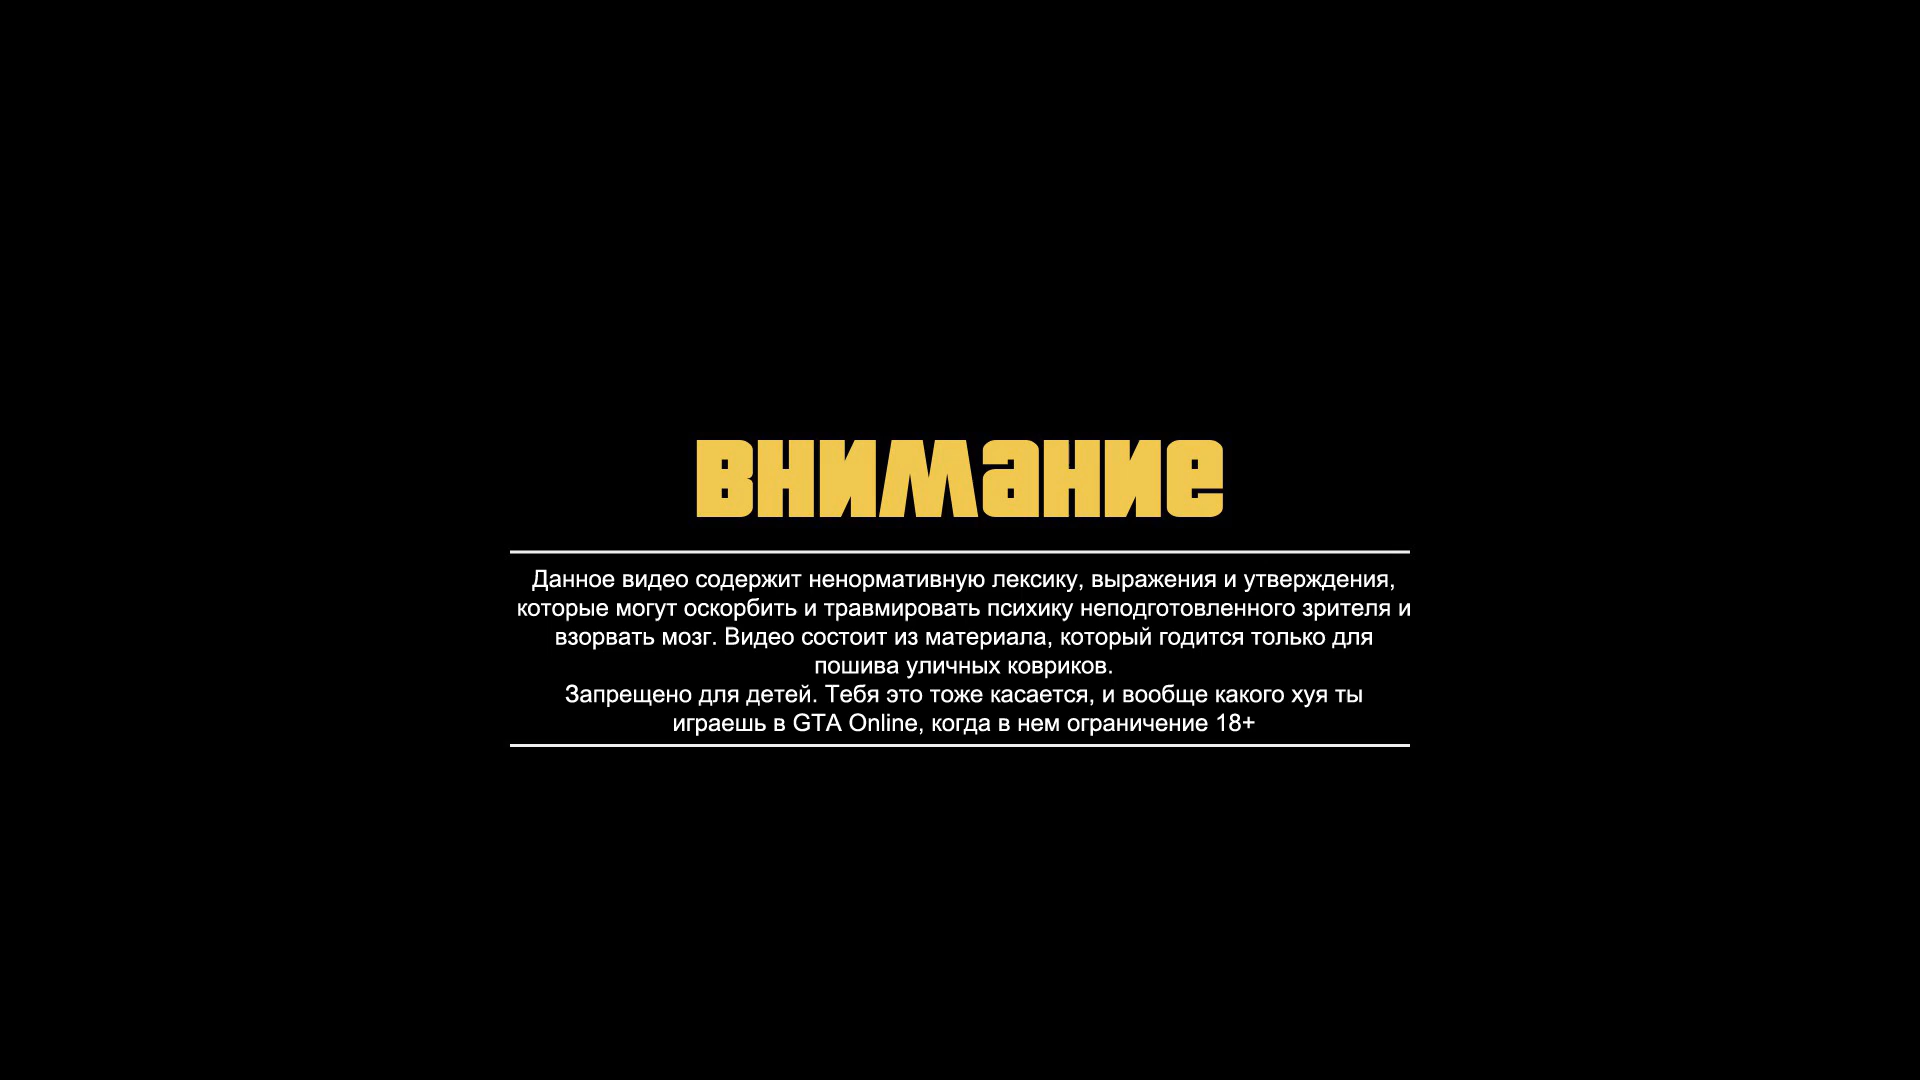 внимание
Данное видео содержит ненормативную лексику, выражения и утверждения,
которые могут оскорбить и травмировать психику неподготовленного зрителя и
взорвать мозг. Видео состоит из материала, который годится только для
пошива уличных ковриков.
Запрещено для детей. Тебя это тоже касается, и вообще какого хуя ты
играешь в GTA Online, когда в нем ограничение 18+